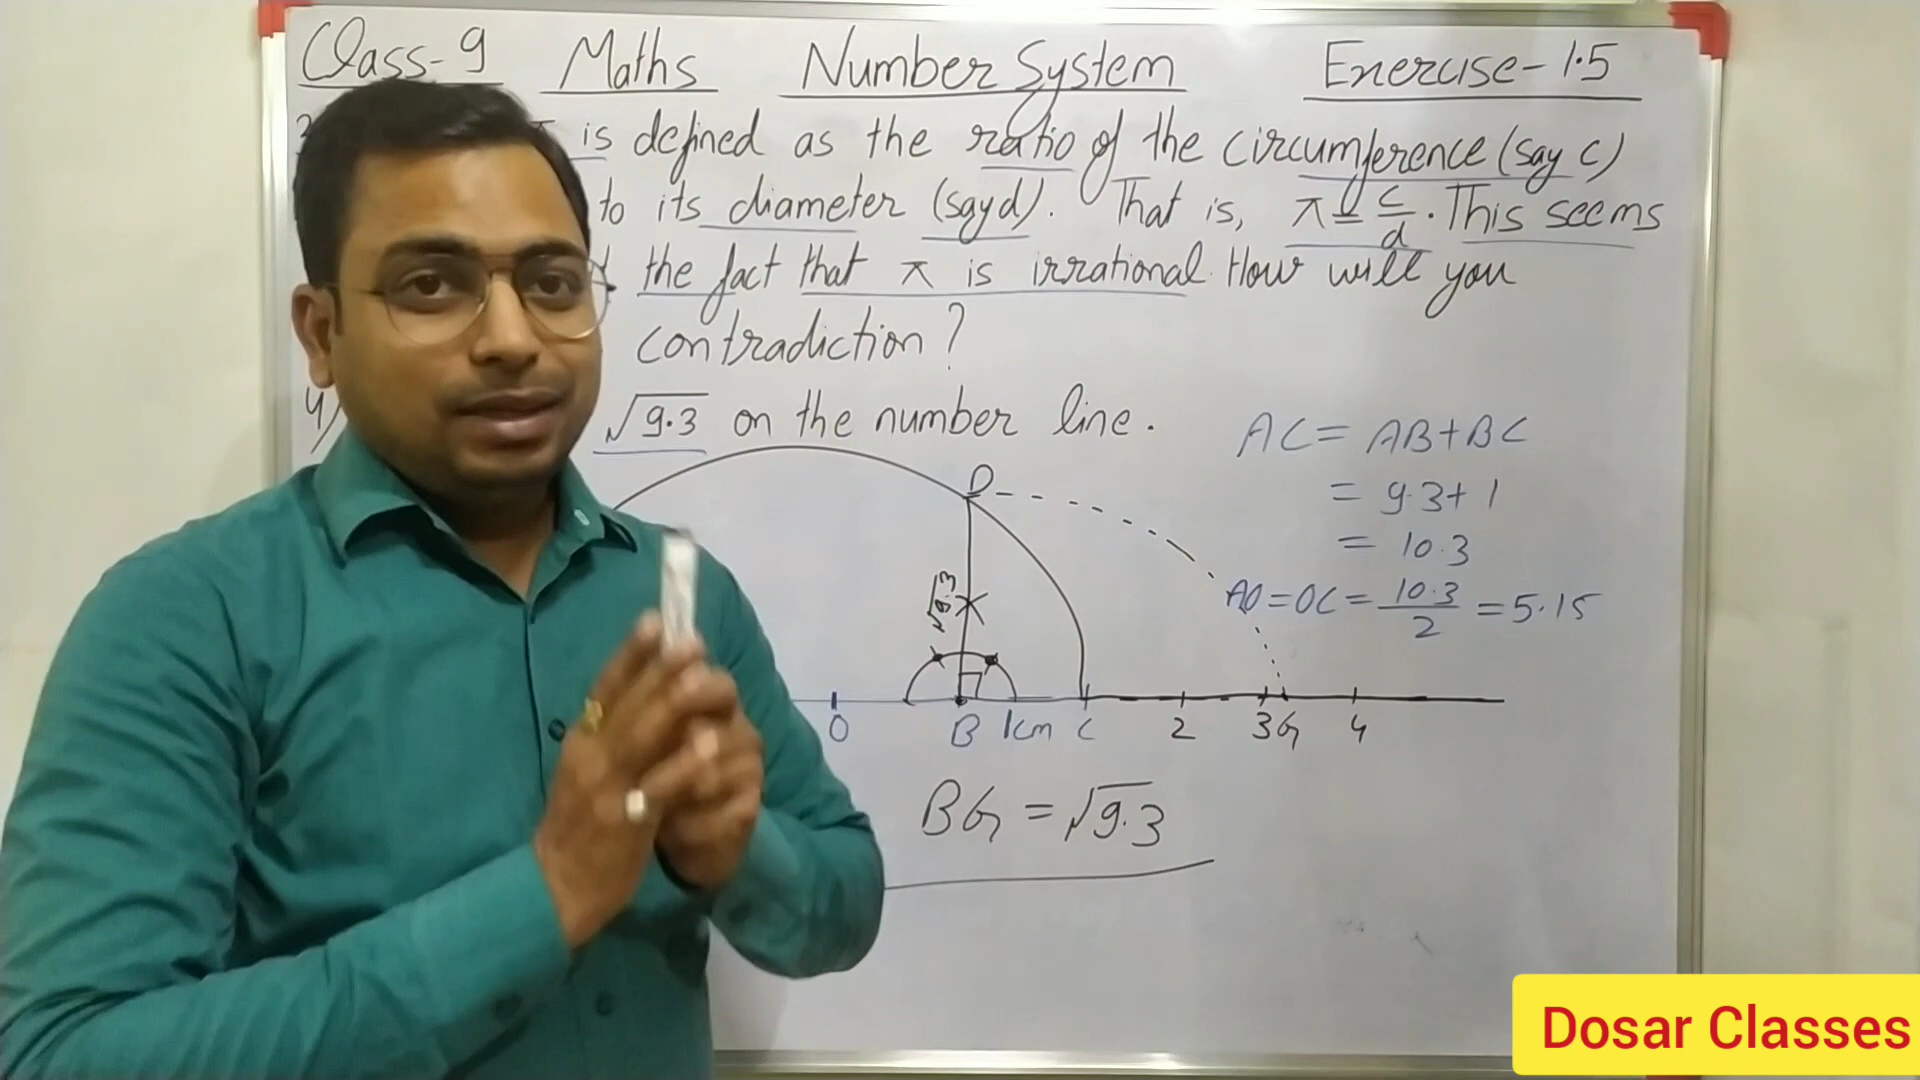 Class-9 Maths Number System Exercise-1.5
is defined as the ratio of the circumference (say c)
to its diameter (say d). That is, π = c/d. This seems
the fact that π is irrational. How will you
contradiction?
4) √9.3 on the number line.
AC = AB+BC
= 9.3+1
= 10.3
AO=OC = 10.3/2 = 5.15
D
√9.3
O B 1cm C 2 3 G 4
BG = √9.3
Dosar Classes